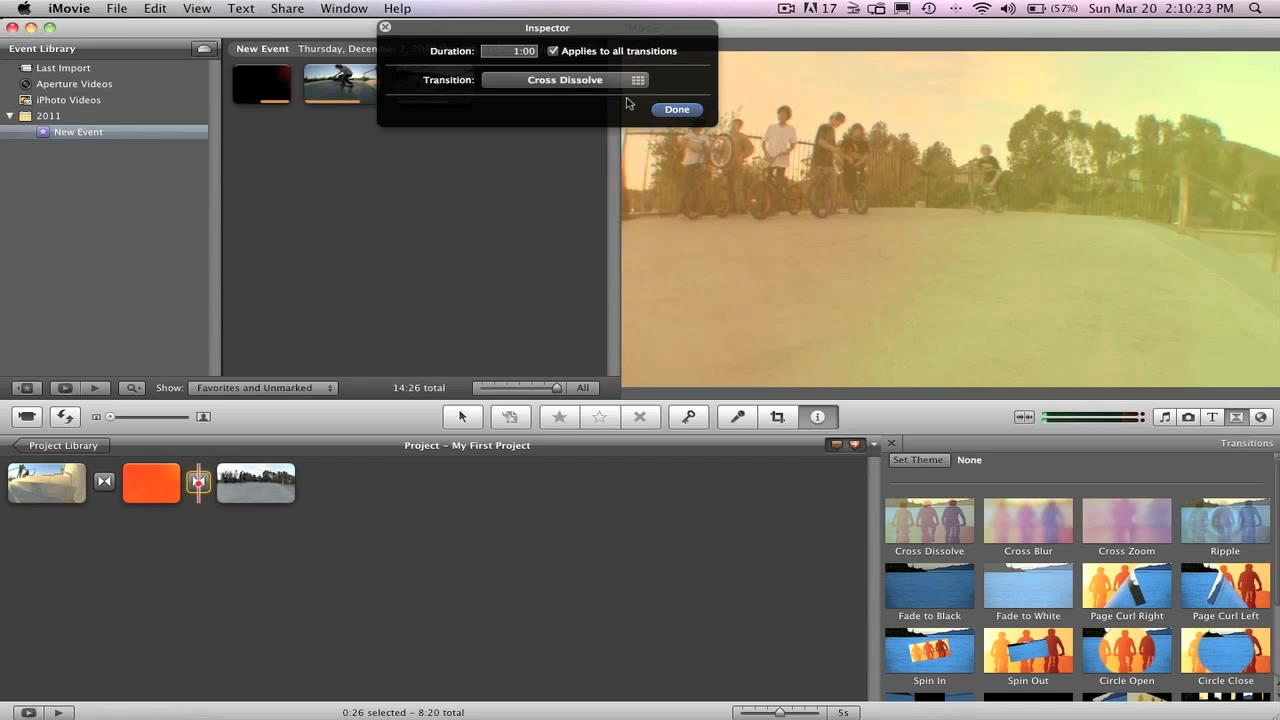 iMovie File Edit View Text Share Window Help 17 (57%) Sun Mar 20 2:10:23 PM
Inspector
Duration: 1:00 Applies to all transitions
Transition: Cross Dissolve
Done
Event Library
New Event Thursday, December
Last Import
Aperture Videos
iPhoto Videos
2011
New Event
Show: Favorites and Unmarked 14:26 total All
Project Library
Project - My First Project
Transitions
Set Theme: None
Cross Dissolve Cross Blur Cross Zoom Ripple
Fade to Black Fade to White Page Curl Right Page Curl Left
Spin In Spin Out Circle Open Circle Close
0:26 selected - 8:20 total 5s